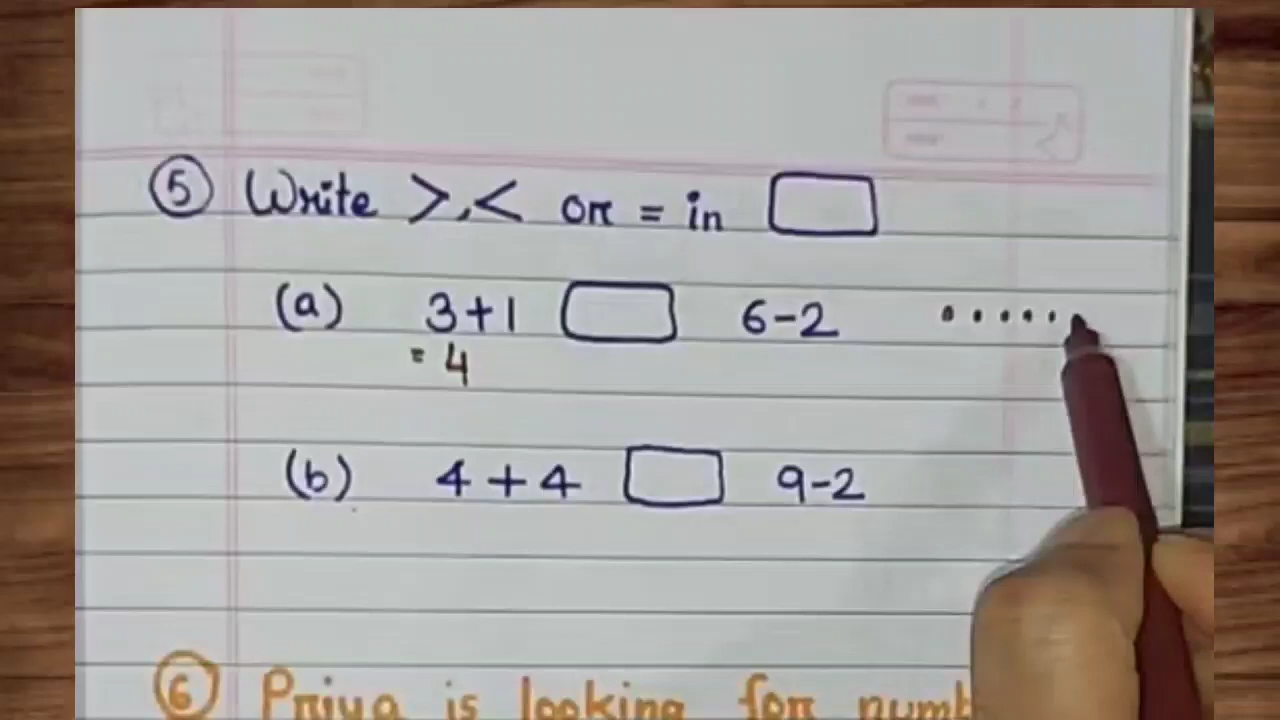 5 Write >, < or = in
(a) 3+1 6-2
= 4
(b) 4+4 9-2
6 Priya is looking for